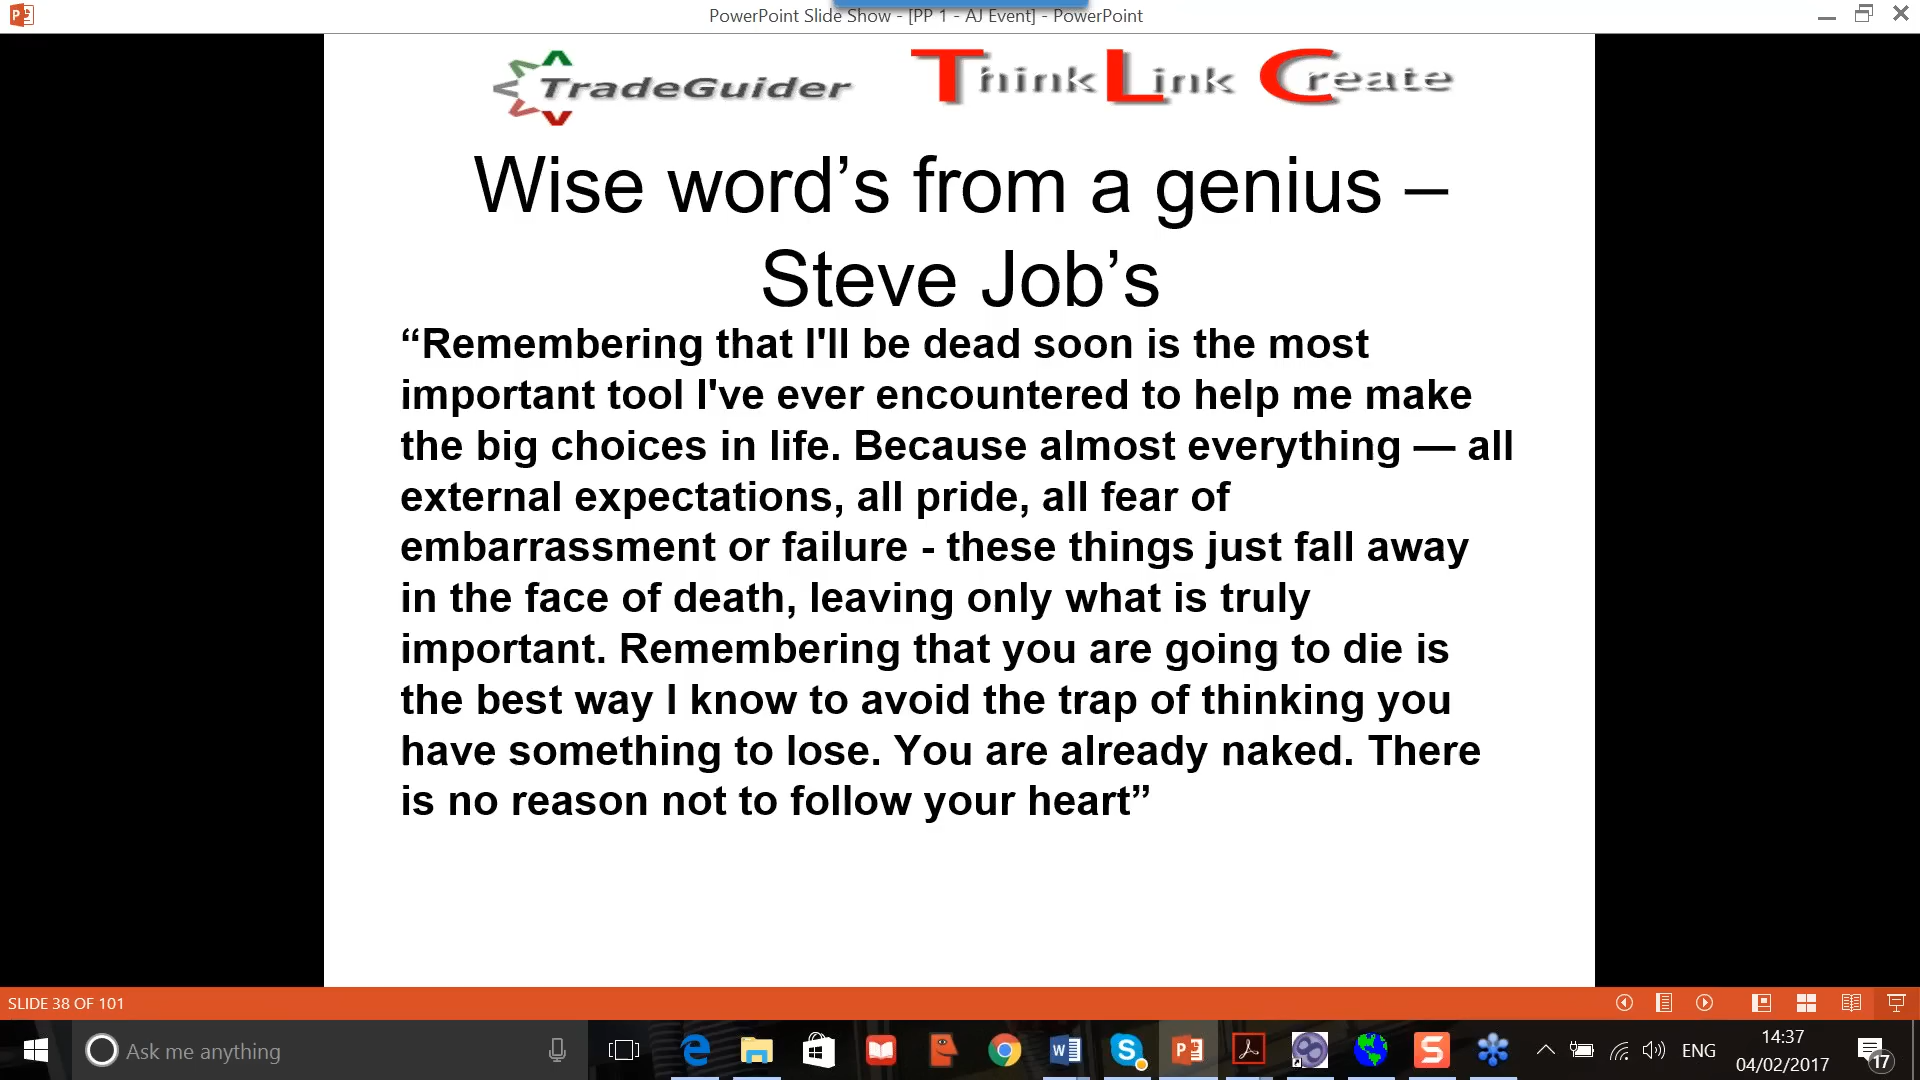 PowerPoint Slide Show - [PP 1 - AJ Event] - PowerPoint
TradeGuider Think Link Create
Wise word’s from a genius –
Steve Job’s
“Remembering that I'll be dead soon is the most
important tool I've ever encountered to help me make
the big choices in life. Because almost everything — all
external expectations, all pride, all fear of
embarrassment or failure - these things just fall away
in the face of death, leaving only what is truly
important. Remembering that you are going to die is
the best way I know to avoid the trap of thinking you
have something to lose. You are already naked. There
is no reason not to follow your heart”
SLIDE 38 OF 101
Ask me anything
ENG
14:37
04/02/2017
17